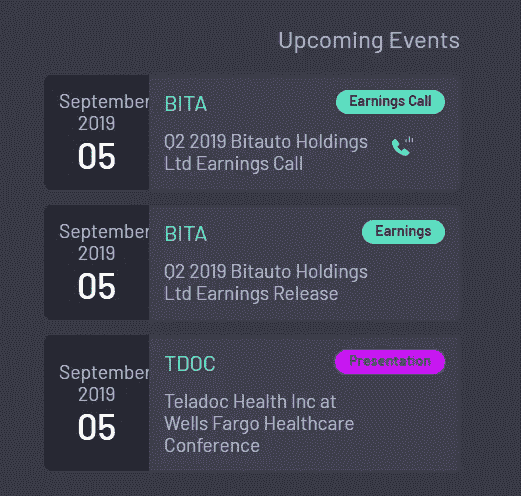 Upcoming Events
September
2019
05
BITA
Earnings Call
Q2 2019 Bitauto Holdings
Ltd Earnings Call
September
2019
05
BITA
Earnings
Q2 2019 Bitauto Holdings
Ltd Earnings Release
September
2019
05
TDOC
Presentation
Teladoc Health Inc at
Wells Fargo Healthcare
Conference